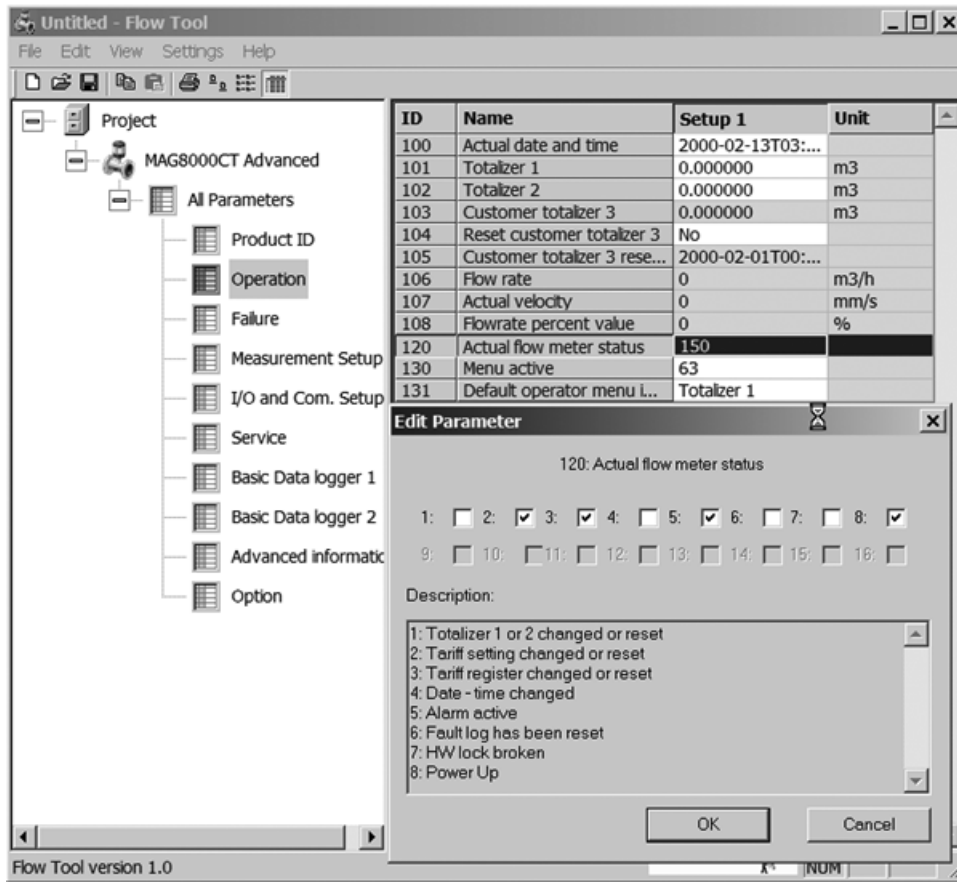 Untitled - Flow Tool
File Edit View Settings Help
Project
MAG8000CT Advanced
All Parameters
Product ID
Operation
Failure
Measurement Setup
I/O and Com. Setup
Service
Basic Data logger 1
Basic Data logger 2
Advanced informatic
Option
ID Name Setup 1 Unit
100 Actual date and time 2000-02-13T03:...
101 Totalizer 1 0.000000 m3
102 Totalizer 2 0.000000 m3
103 Customer totalizer 3 0.000000 m3
104 Reset customer totalizer 3 No
105 Customer totalizer 3 rese... 2000-02-01T00:...
106 Flow rate 0 m3/h
107 Actual velocity 0 mm/s
108 Flowrate percent value 0 %
120 Actual flow meter status 150
130 Menu active 63
131 Default operator menu i... Totalizer 1
Edit Parameter
120: Actual flow meter status
1: 2: 3: 4: 5: 6: 7: 8:
9: 10: 11: 12: 13: 14: 15: 16:
Description:
1: Totalizer 1 or 2 changed or reset
2: Tariff setting changed or reset
3: Tariff register changed or reset
4: Date - time changed
5: Alarm active
6: Fault log has been reset
7: HW lock broken
8: Power Up
OK Cancel
Flow Tool version 1.0 NUM